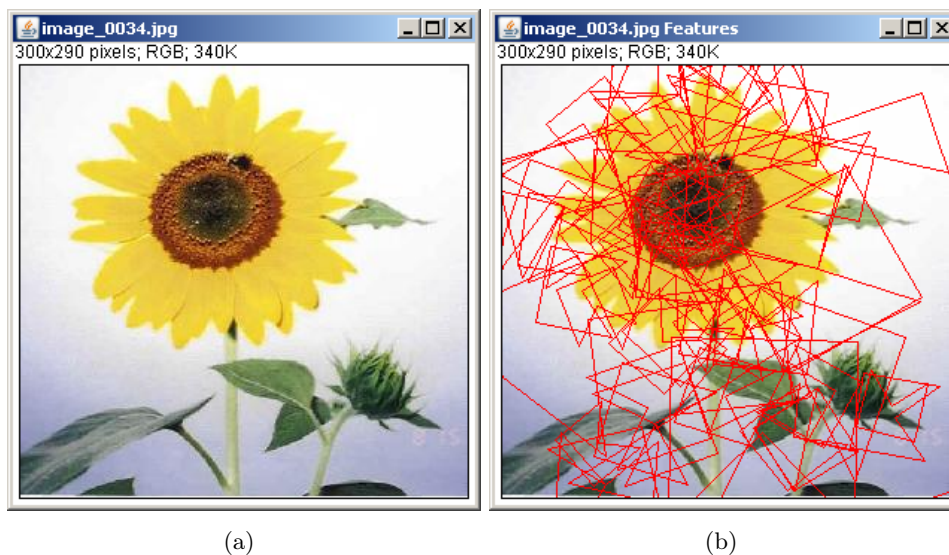 image_0034.jpg
300x290 pixels; RGB; 340K
image_0034.jpg Features
300x290 pixels; RGB; 340K
(a)
(b)